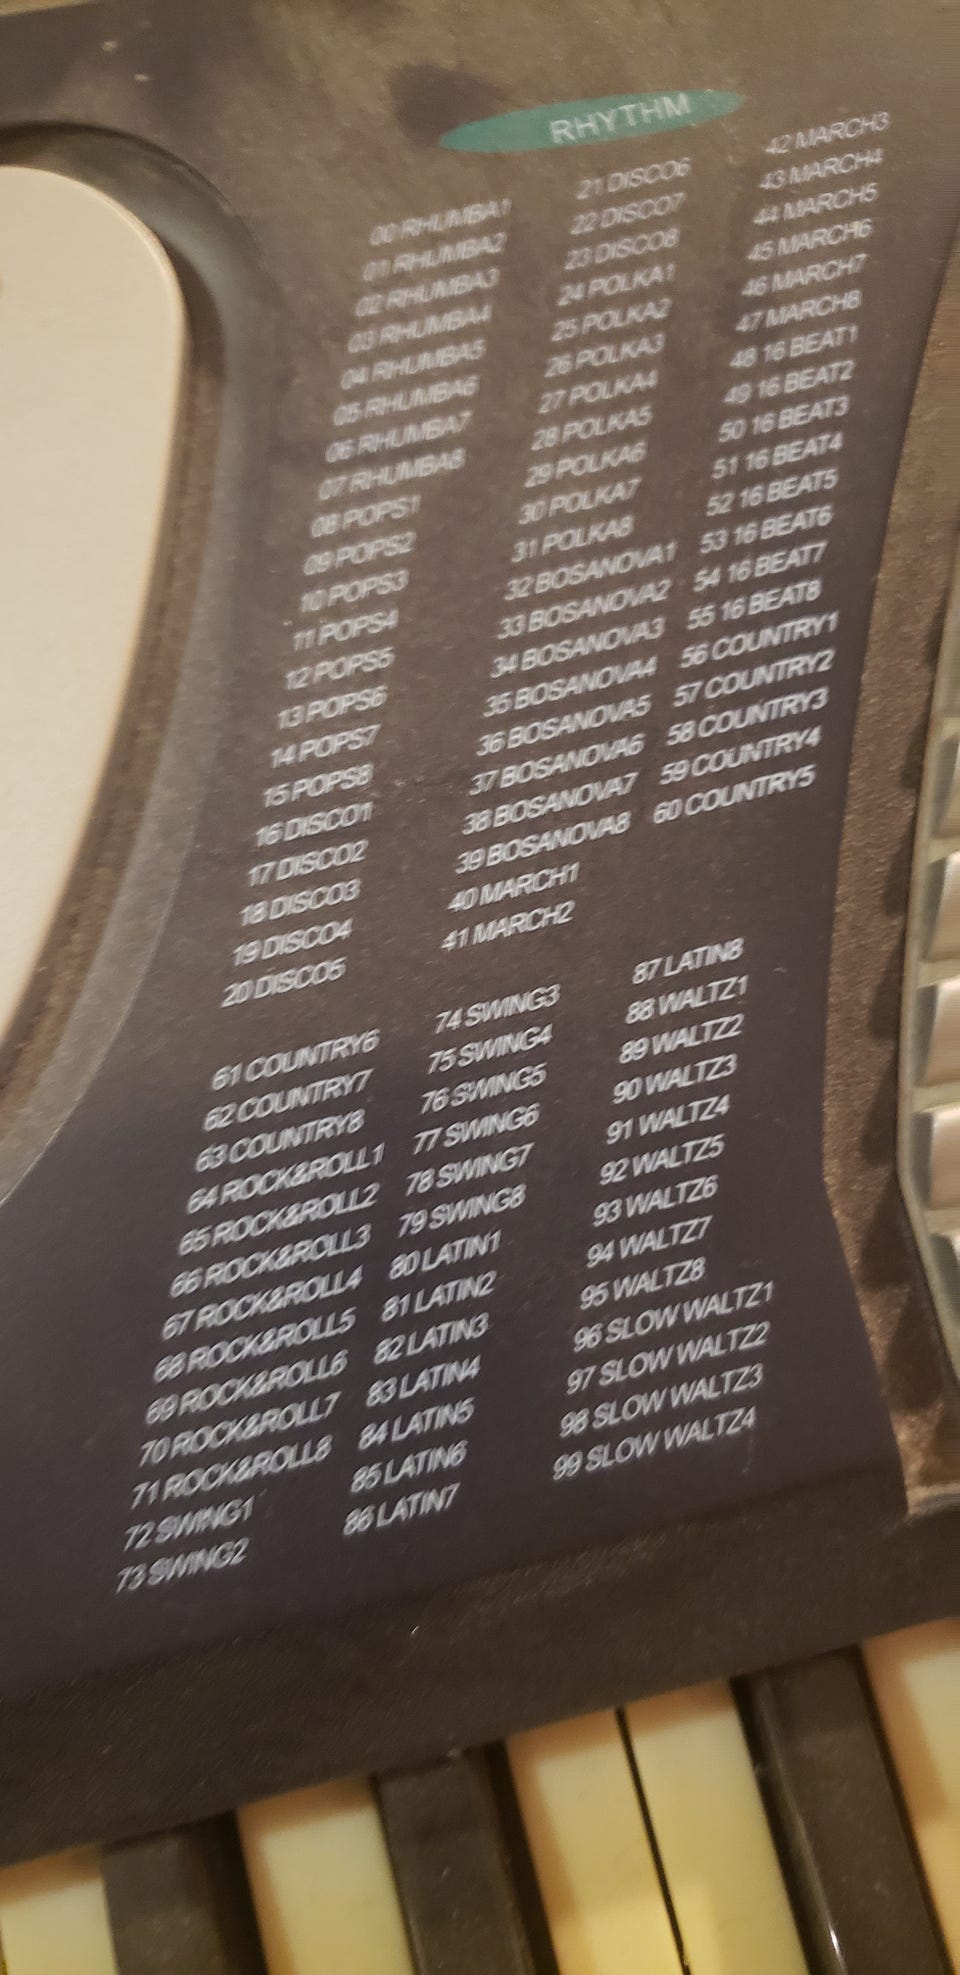 RHYTHM
00 RHUMBA1
01 RHUMBA2
02 RHUMBA3
03 RHUMBA4
04 RHUMBA5
05 RHUMBA6
06 RHUMBA7
07 RHUMBA8
08 POPS1
09 POPS2
10 POPS3
11 POPS4
12 POPS5
13 POPS6
14 POPS7
15 POPS8
16 DISCO1
17 DISCO2
18 DISCO3
19 DISCO4
20 DISCO5
21 DISCO6
22 DISCO7
23 DISCO8
24 POLKA1
25 POLKA2
26 POLKA3
27 POLKA4
28 POLKA5
29 POLKA6
30 POLKA7
31 POLKA8
32 BOSANOVA1
33 BOSANOVA2
34 BOSANOVA3
35 BOSANOVA4
36 BOSANOVA5
37 BOSANOVA6
38 BOSANOVA7
39 BOSANOVA8
40 MARCH1
41 MARCH2
42 MARCH3
43 MARCH4
44 MARCH5
45 MARCH6
46 MARCH7
47 MARCH8
48 16 BEAT1
49 16 BEAT2
50 16 BEAT3
51 16 BEAT4
52 16 BEAT5
53 16 BEAT6
54 16 BEAT7
55 16 BEAT8
56 COUNTRY1
57 COUNTRY2
58 COUNTRY3
59 COUNTRY4
60 COUNTRY5
61 COUNTRY6
62 COUNTRY7
63 COUNTRY8
64 ROCK&ROLL1
65 ROCK&ROLL2
66 ROCK&ROLL3
67 ROCK&ROLL4
68 ROCK&ROLL5
69 ROCK&ROLL6
70 ROCK&ROLL7
71 ROCK&ROLL8
72 SWING1
73 SWING2
74 SWING3
75 SWING4
76 SWING5
77 SWING6
78 SWING7
79 SWING8
80 LATIN1
81 LATIN2
82 LATIN3
83 LATIN4
84 LATIN5
85 LATIN6
86 LATIN7
87 LATIN8
88 WALTZ1
89 WALTZ2
90 WALTZ3
91 WALTZ4
92 WALTZ5
93 WALTZ6
94 WALTZ7
95 WALTZ8
96 SLOW WALTZ1
97 SLOW WALTZ2
98 SLOW WALTZ3
99 SLOW WALTZ4